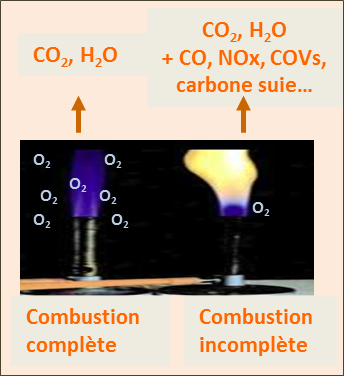 CO₂, H₂O
CO₂, H₂O
+ CO, NOx, COVs,
carbone suie…
O₂ O₂
O₂ O₂
O₂ O₂
O₂
O₂
Combustion
complète
Combustion
incomplète